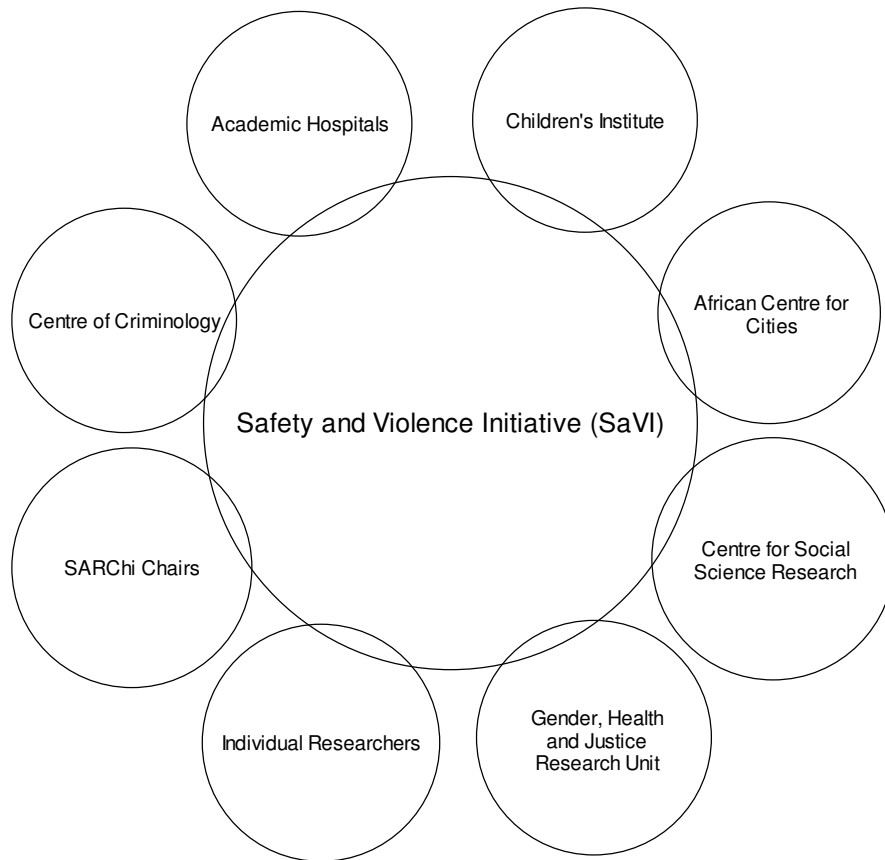 Academic Hospitals
Children's Institute
Centre of Criminology
African Centre for
Cities
Safety and Violence Initiative (SaVI)
SARChi Chairs
Centre for Social
Science Research
Individual Researchers
Gender, Health
and Justice
Research Unit